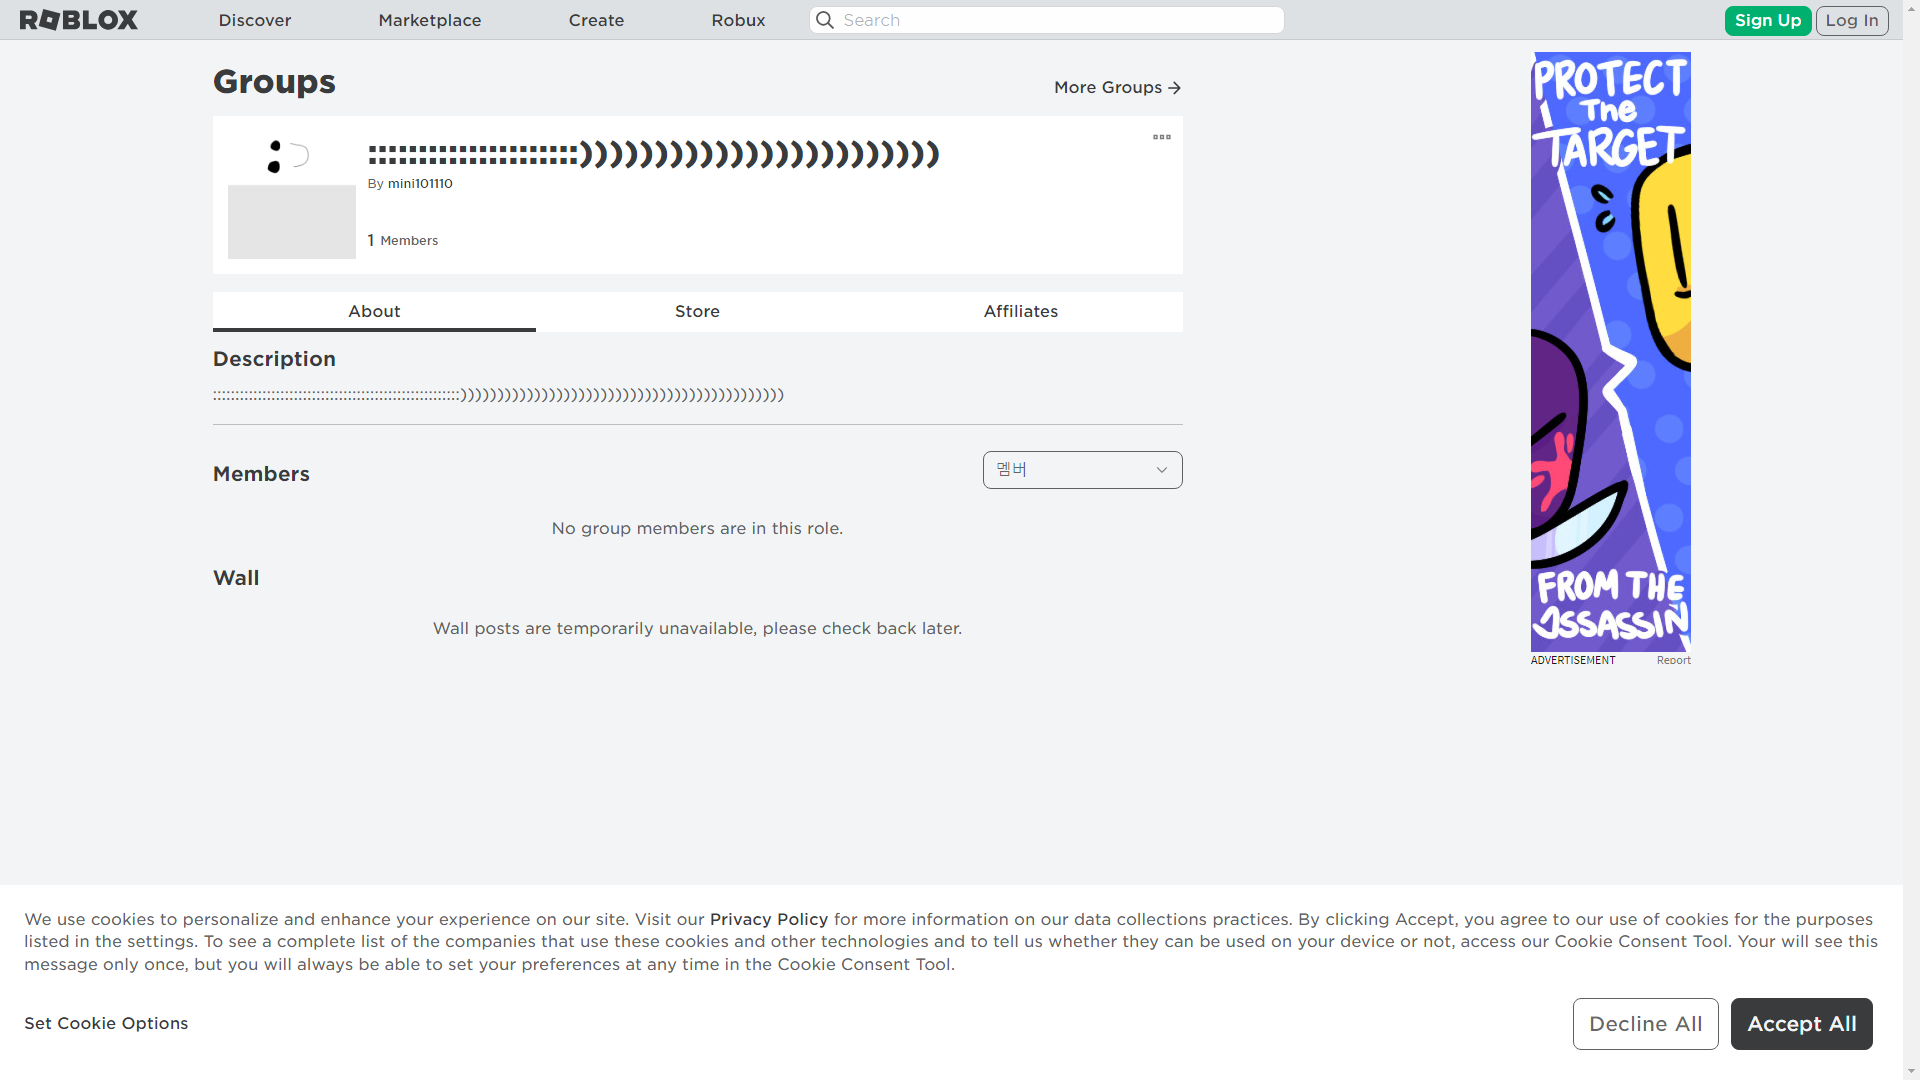 ROBLOX
Discover
Marketplace
Create
Robux
Search
Sign Up
Log In
Groups
More Groups
:::::::::::::::::::::))))))))))))))))))))))))
By mini101110
1 Members
About
Store
Affiliates
Description
:::::::::::::::::::::::::::::::::::::::::::::::::::::::))))))))))))))))))))))))))))))))))))))))))))
Members
멤버
No group members are in this role.
Wall
Wall posts are temporarily unavailable, please check back later.
PROTECT
The
TARGET
FROM THE
ASSASSIN
ADVERTISEMENT
Report
We use cookies to personalize and enhance your experience on our site. Visit our Privacy Policy for more information on our data collections practices. By clicking Accept, you agree to our use of cookies for the purposes
listed in the settings. To see a complete list of the companies that use these cookies and other technologies and to tell us whether they can be used on your device or not, access our Cookie Consent Tool. Your will see this
message only once, but you will always be able to set your preferences at any time in the Cookie Consent Tool.
Set Cookie Options
Decline All
Accept All